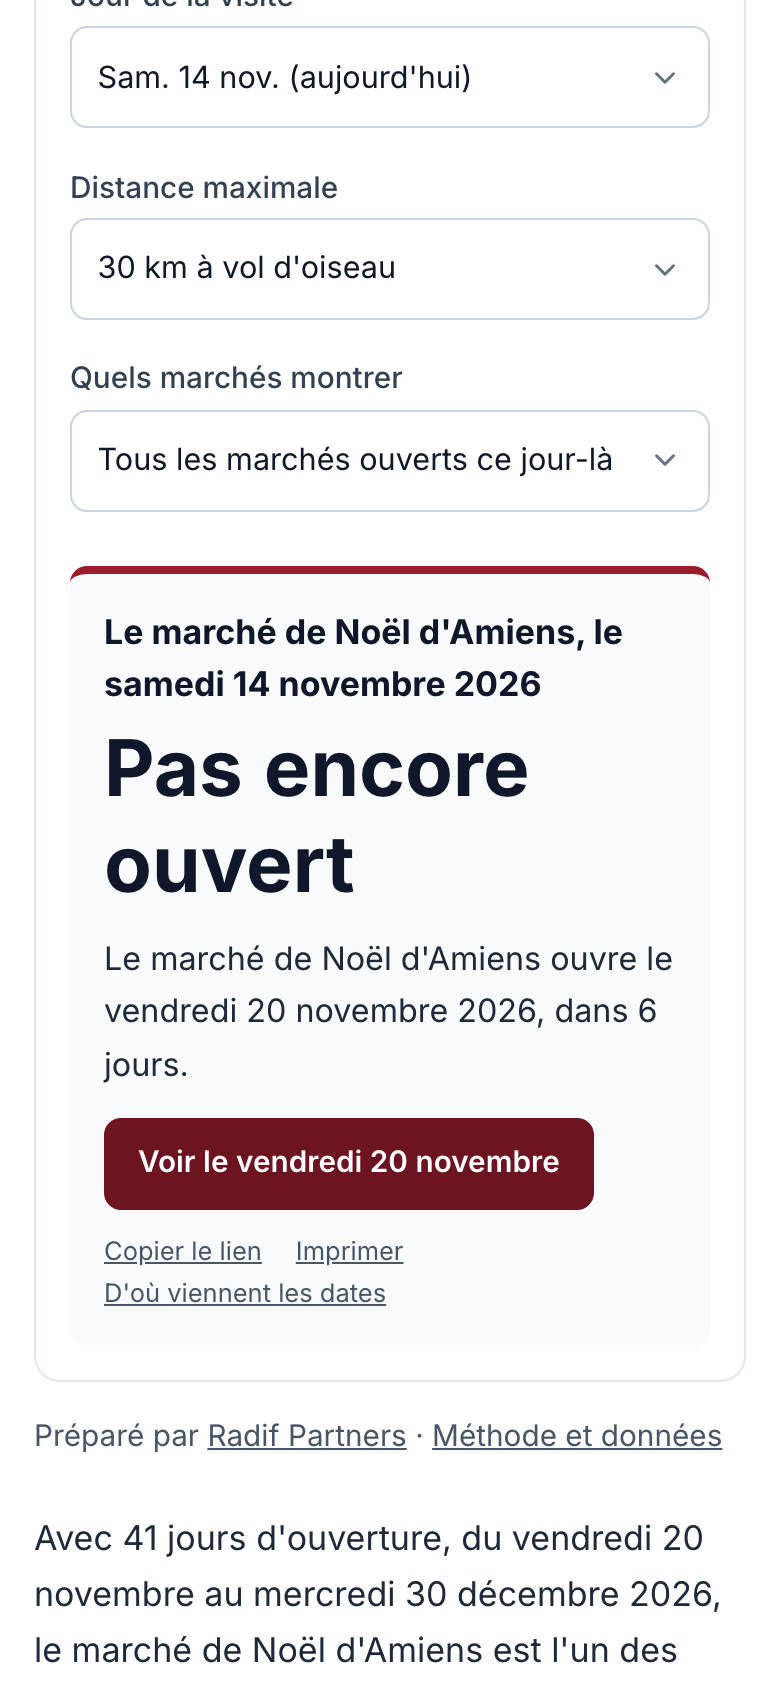 Jour de la visite
Sam. 14 nov. (aujourd'hui)
Distance maximale
30 km à vol d'oiseau
Quels marchés montrer
Tous les marchés ouverts ce jour-là
Le marché de Noël d'Amiens, le
samedi 14 novembre 2026
Pas encore
ouvert
Le marché de Noël d'Amiens ouvre le
vendredi 20 novembre 2026, dans 6
jours.
Voir le vendredi 20 novembre
Copier le lien Imprimer
D'où viennent les dates
Préparé par Radif Partners · Méthode et données
Avec 41 jours d'ouverture, du vendredi 20
novembre au mercredi 30 décembre 2026,
le marché de Noël d'Amiens est l'un des